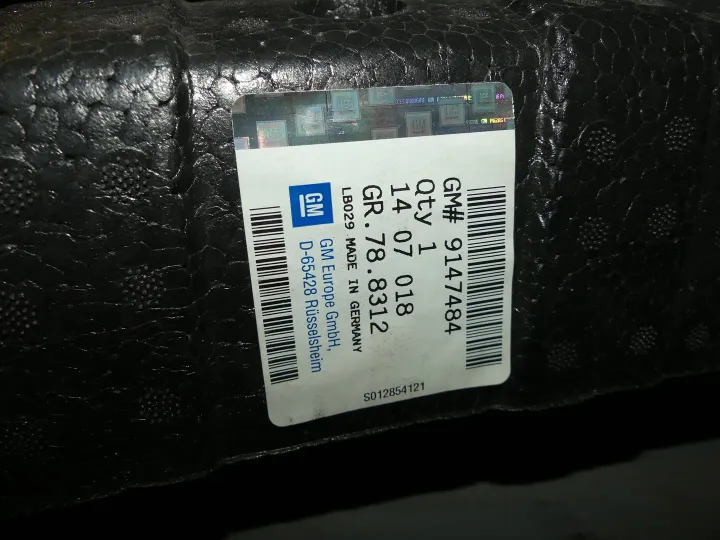 GM# 9147484
Qty 1
14 07 018
GR.78.8312
LB029 MADE IN GERMANY
GM
GM Europe GmbH,
D-65428 Rüsselsheim
S012854121